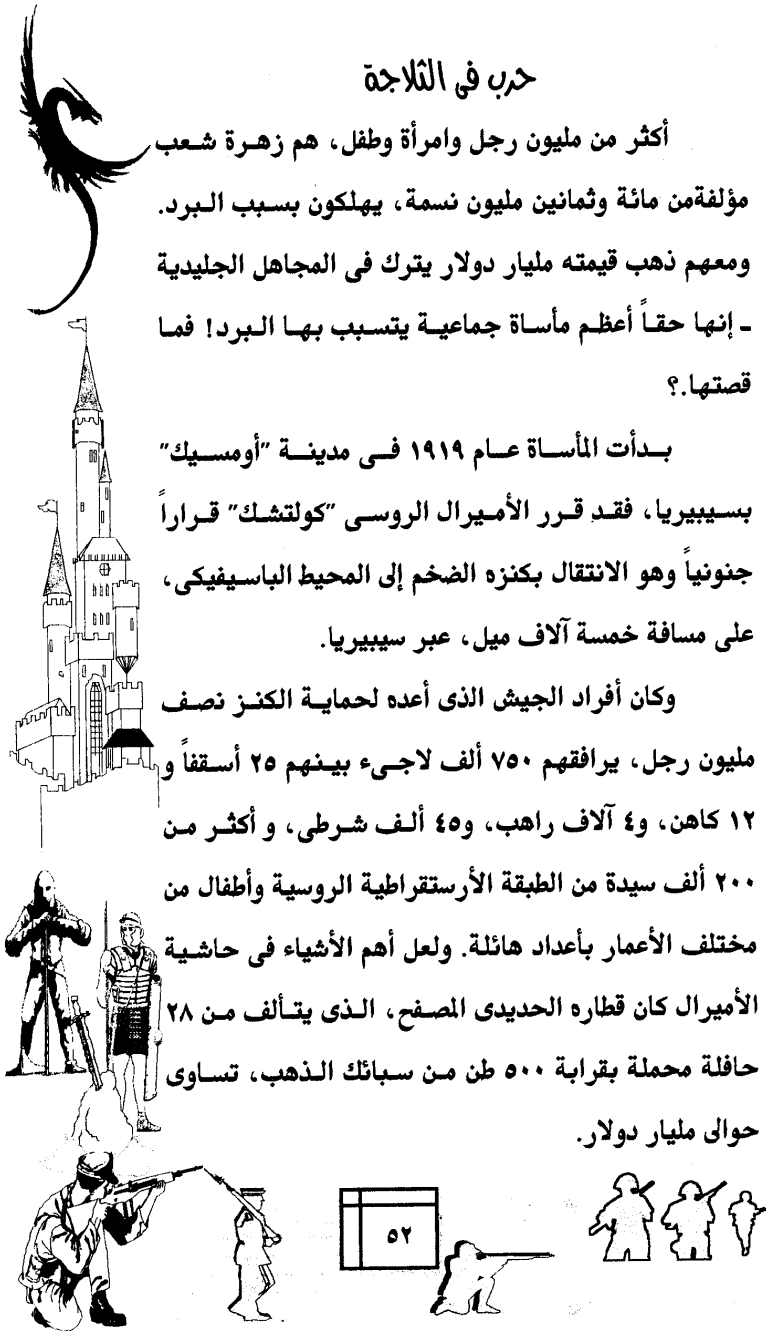 حرب فى الثلاجة
أكثر من مليون رجل وامرأة وطفل، هم زهرة شعب
مؤلفةمن مائة وثمانين مليون نسمة، يهلكون بسبب البرد.
ومعهم ذهب قيمته مليار دولار يترك فى المجاهل الجليدية
ـ إنها حقاً أعظم مأساة جماعية يتسبب بها البرد! فما
قصتها.؟
بدأت المأساة عام ١٩١٩ فى مدينة "أومسيك"
بسيبيريا، فقد قرر الأميرال الروسى "كولتشك" قراراً
جنونياً وهو الانتقال بكنزه الضخم إلى المحيط الباسيفيكى،
على مسافة خمسة آلاف ميل، عبر سيبيريا.
وكان أفراد الجيش الذى أعده لحماية الكنز نصف
مليون رجل، يرافقهم ٧٥٠ ألف لاجىء بينهم ٢٥ أسقفاً و
١٢ كاهن، و٤ آلاف راهب، و٤٥ ألف شرطى، و أكثر من
٢٠٠ ألف سيدة من الطبقة الأرستقراطية الروسية وأطفال من
مختلف الأعمار بأعداد هائلة. ولعل أهم الأشياء فى حاشية
الأميرال كان قطاره الحديدى المصفح، الذى يتألف من ٢٨
حافلة محملة بقرابة ٥٠٠ طن من سبائك الذهب، تساوى
حوالى مليار دولار.
٥٢